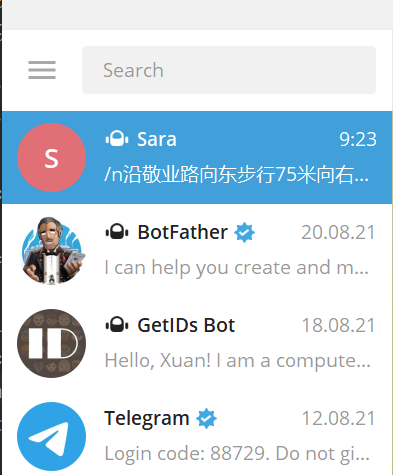 Search
S
Sara
9:23
/n沿敬业路向东步行75米向右...
BotFather
20.08.21
I can help you create and m...
ID
GetIDs Bot
18.08.21
Hello, Xuan! I am a compute...
Telegram
12.08.21
Login code: 88729. Do not gi...